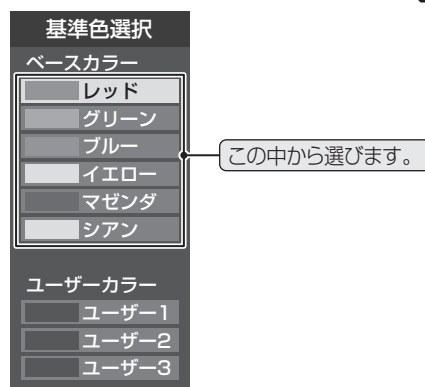 基準色選択
ベースカラー
レッド
グリーン
ブルー
この中から選びます。
イエロー
マゼンダ
シアン
ユーザーカラー
ユーザー1
ユーザー2
ユーザー3